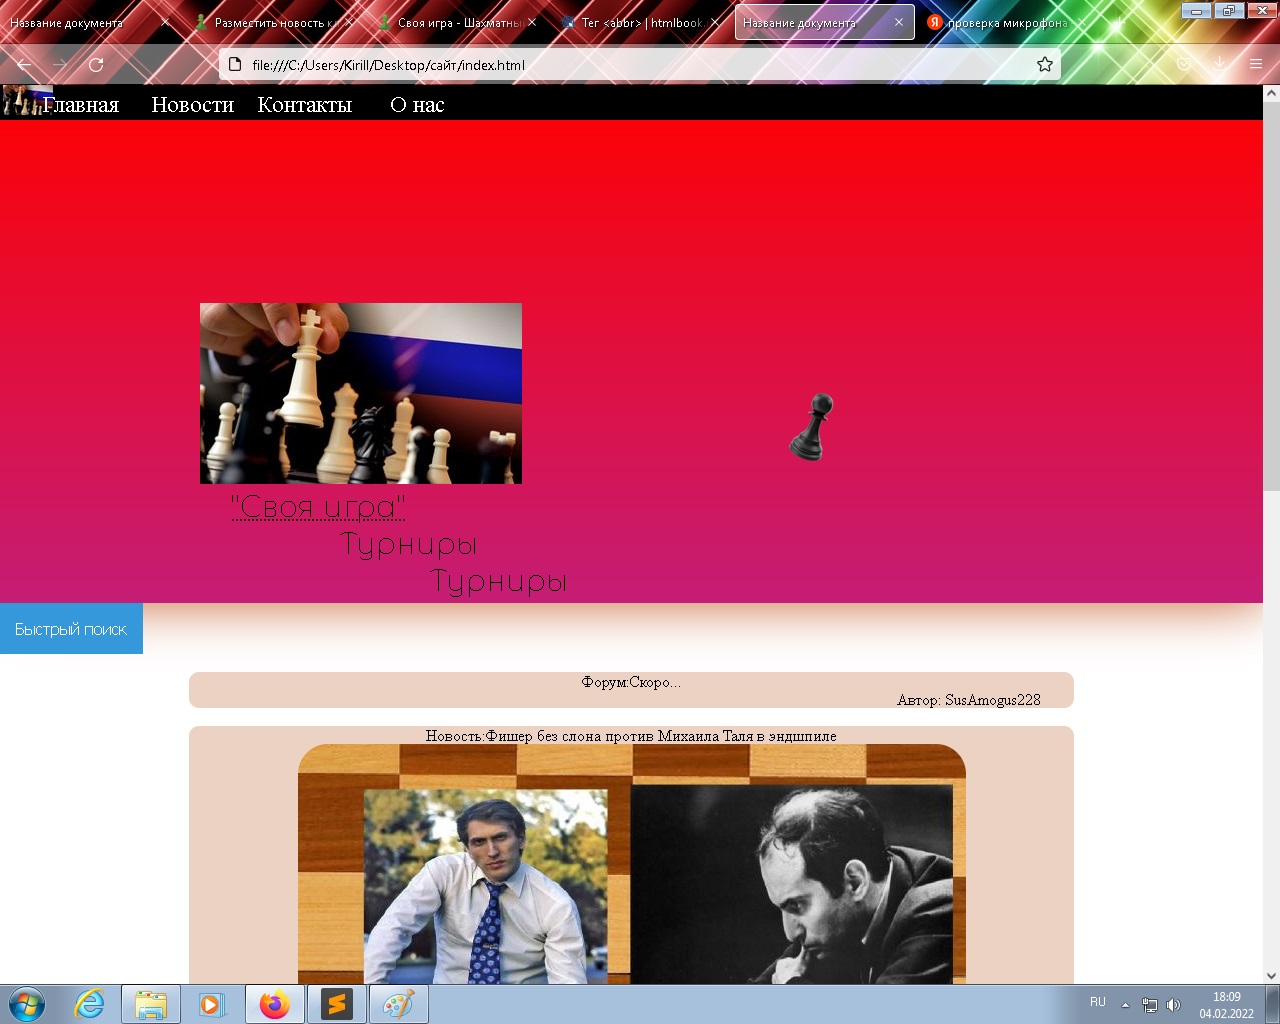 Название документа
Разместить новость кл
Своя игра - Шахматный
Тег <abbr> | htmlbook.
Название документа
проверка микрофона
file:///C:/Users/Kirill/Desktop/сайт/index.html
Главная Новости Контакты О нас
"Своя игра"
Турниры
Турниры
Быстрый поиск
Форум:Скоро...
Автор: SusAmogus228
Новость:Фишер без слона против Михаила Таля в эндшпиле
RU
18:09
04.02.2022